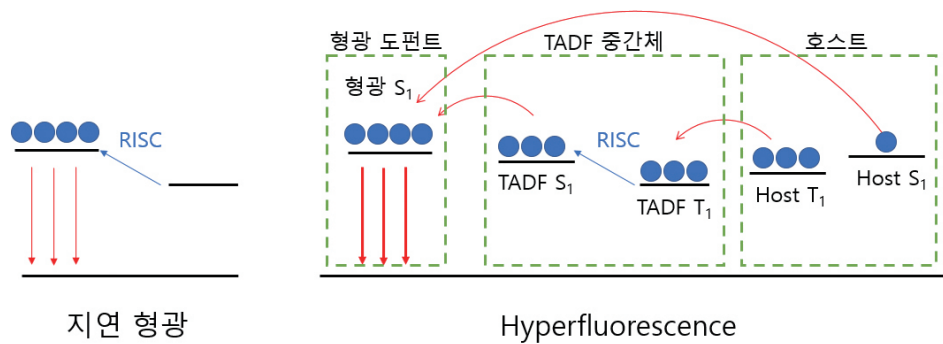 RISC
지연 형광
형광 도펀트
TADF 중간체
호스트
형광 S₁
RISC
TADF S₁
TADF T₁
Host T₁
Host S₁
Hyperfluorescence